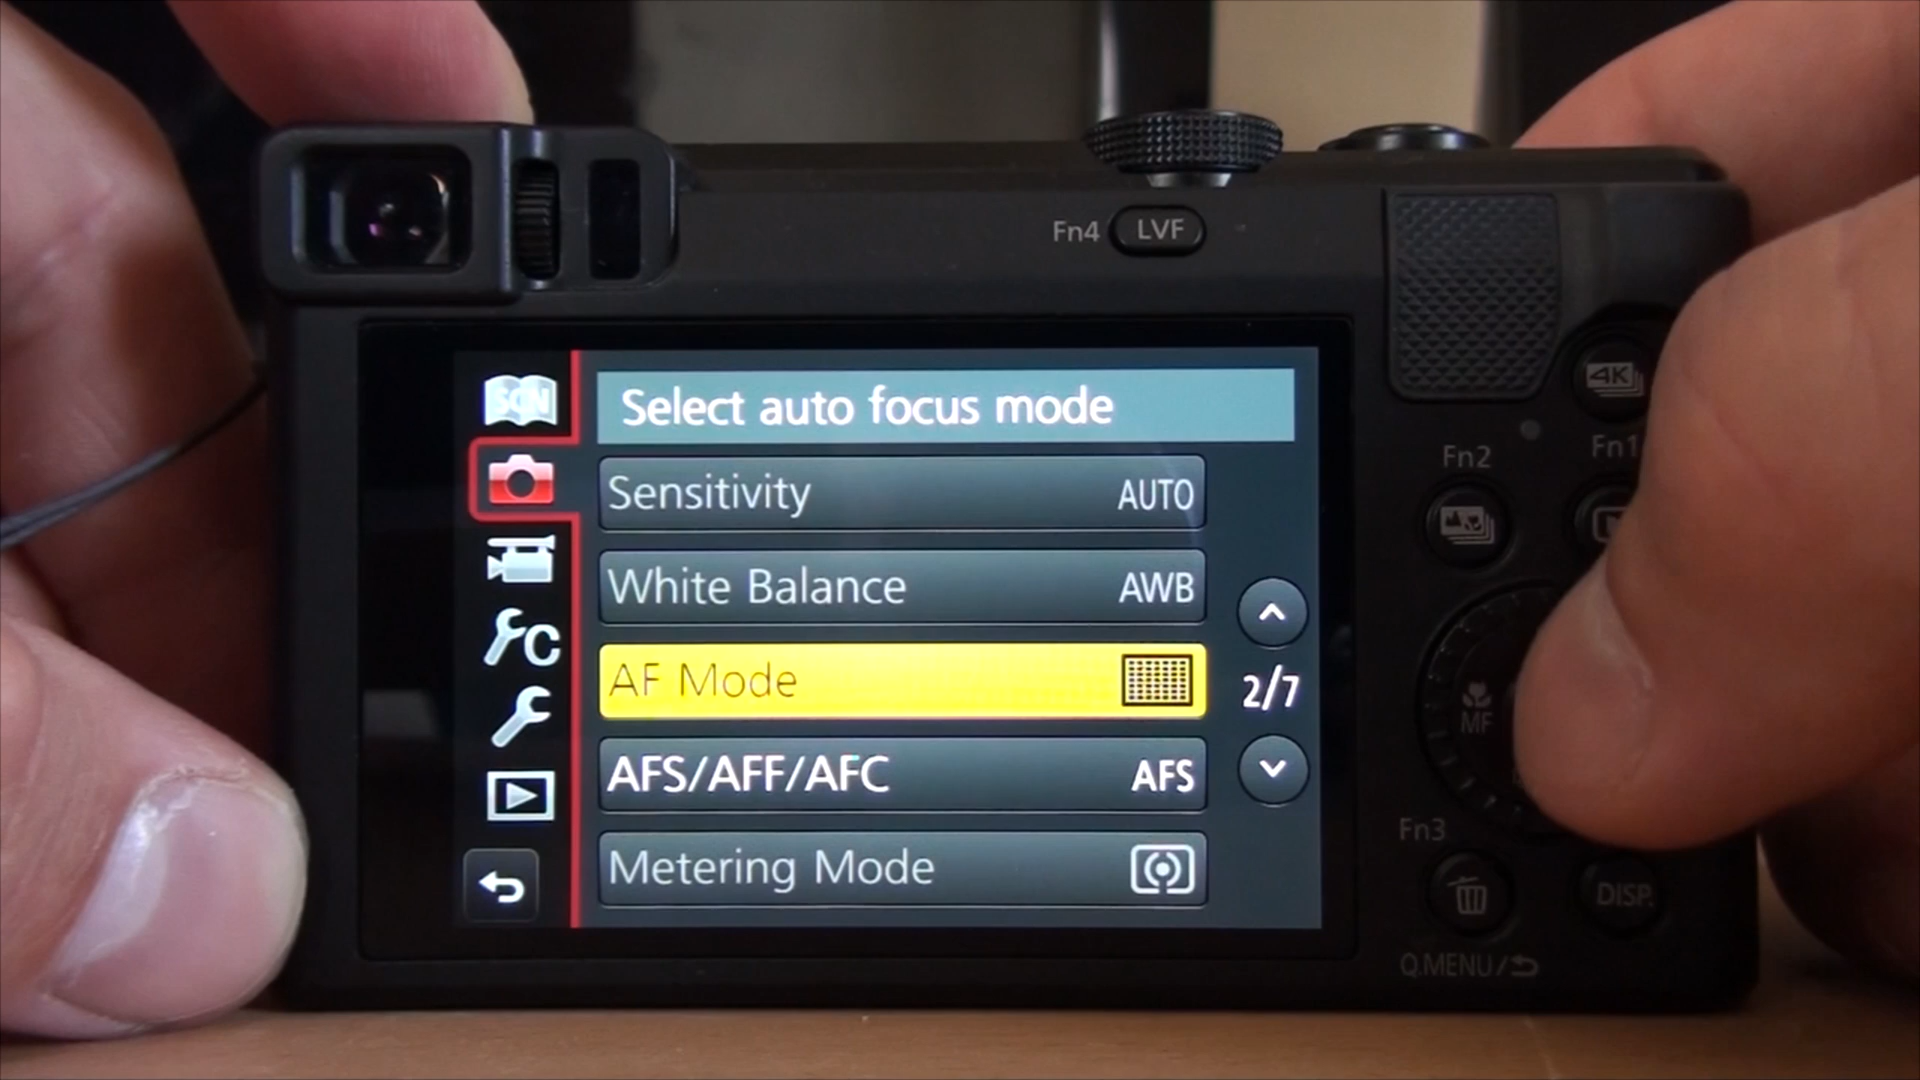 Fn4 LVF
SCN
Select auto focus mode
Sensitivity AUTO
White Balance AWB
AF Mode
2/7
AFS/AFF/AFC AFS
Metering Mode
C
4K
Fn1
Fn2
MF
Fn3
DISP.
Q.MENU/